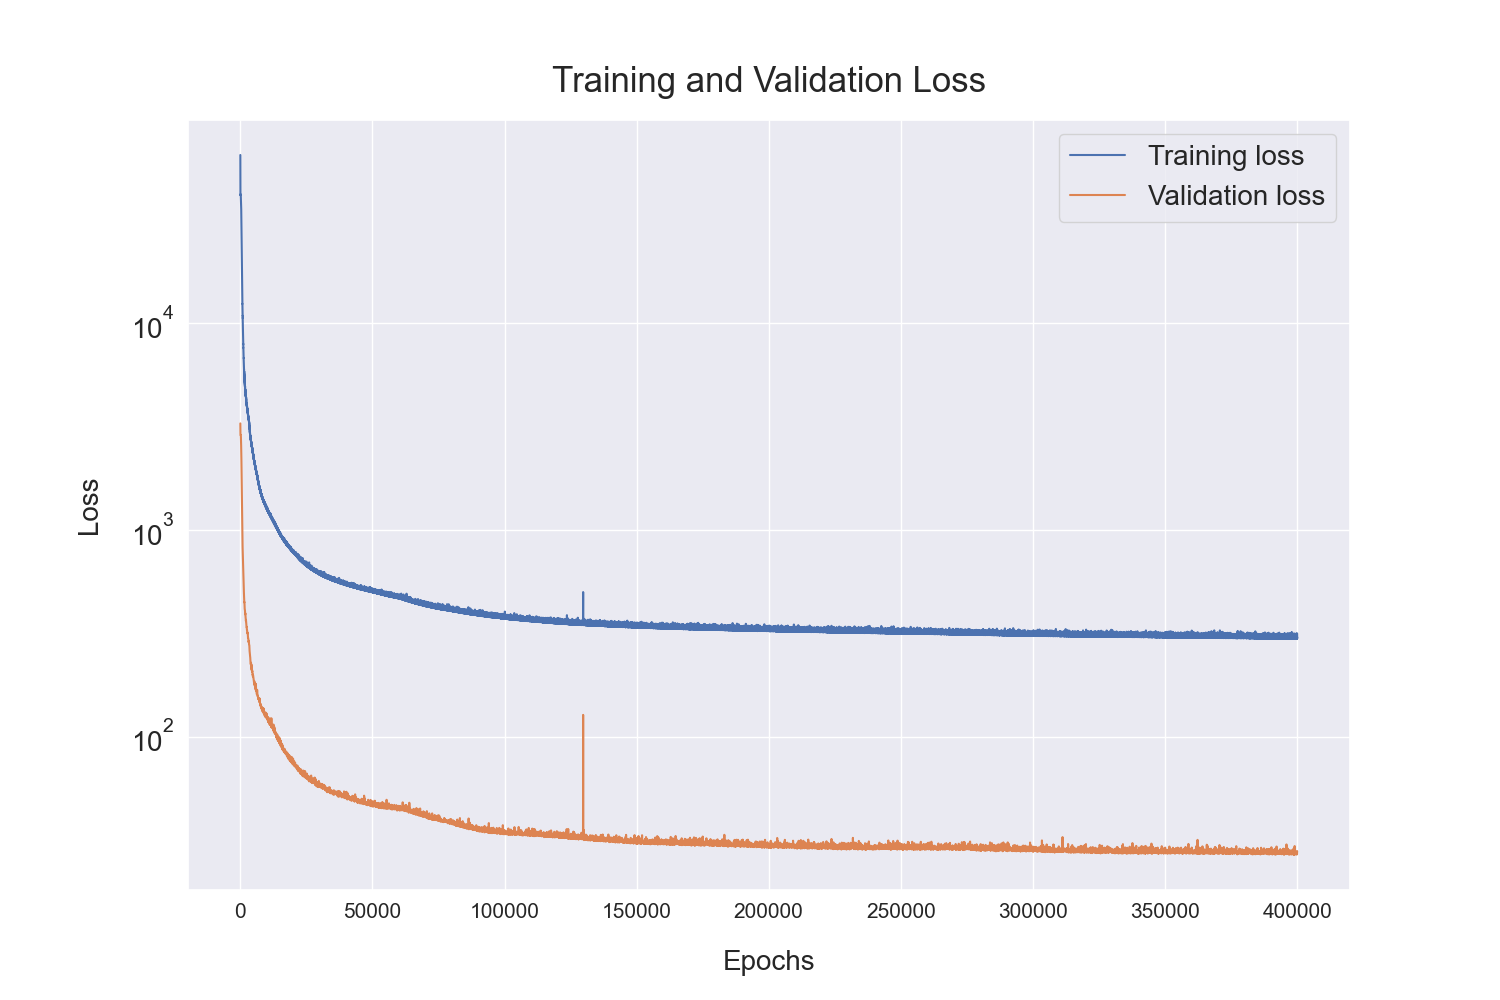 Training and Validation Loss
Training loss
Validation loss
10^4
10^3
10^2
Loss
0 50000 100000 150000 200000 250000 300000 350000 400000
Epochs